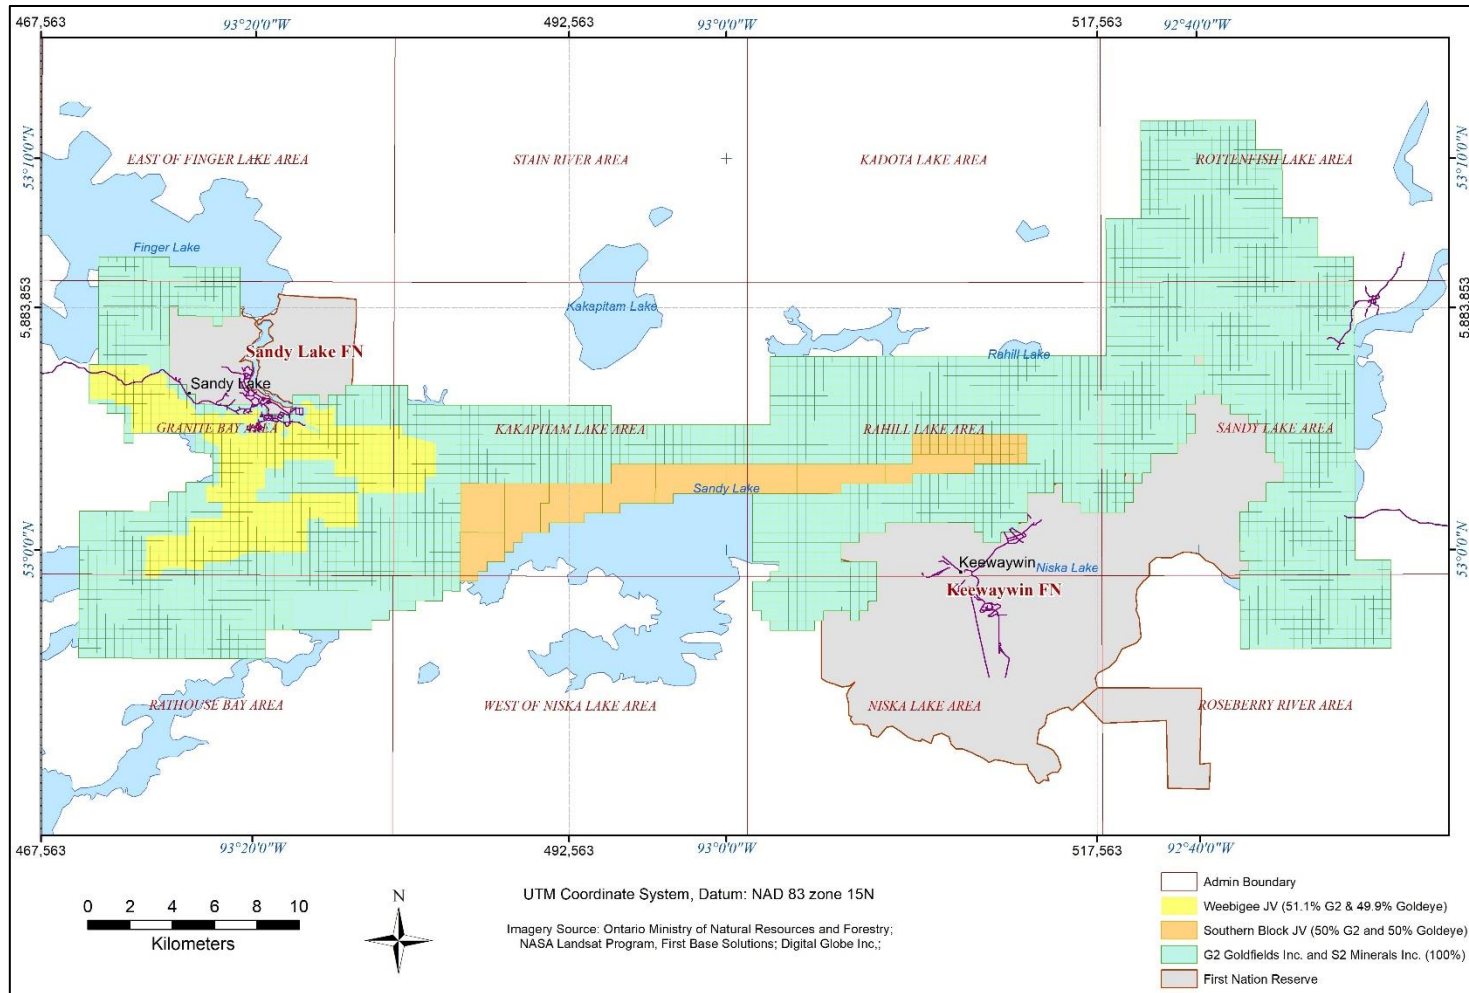 467,563
93°20'0"W
492,563
93°0'0"W
517,563
92°40'0"W
53°10'0"N
53°10'0"N
EAST OF FINGER LAKE AREA
STAIN RIVER AREA
KADOTA LAKE AREA
ROTTENFISH LAKE AREA
Finger Lake
5,883,853
5,883,853
Kakapitam Lake
Sandy Lake FN
Rahill Lake
Sandy Lake
GRANITE BAY AREA
KAKAPITAM LAKE AREA
RAHILL LAKE AREA
SANDY LAKE AREA
Sandy Lake
53°0'0"N
53°0'0"N
Keewaywin
Niska Lake
Keewaywin FN
RATHOUSE BAY AREA
WEST OF NISKA LAKE AREA
NISKA LAKE AREA
ROSEBERRY RIVER AREA
467,563
93°20'0"W
492,563
93°0'0"W
517,563
92°40'0"W
0 2 4 6 8 10
Kilometers
N
UTM Coordinate System, Datum: NAD 83 zone 15N
Imagery Source: Ontario Ministry of Natural Resources and Forestry;
NASA Landsat Program, First Base Solutions; Digital Globe Inc,;
Admin Boundary
Weebigee JV (51.1% G2 & 49.9% Goldeye)
Southern Block JV (50% G2 and 50% Goldeye)
G2 Goldfields Inc. and S2 Minerals Inc. (100%)
First Nation Reserve